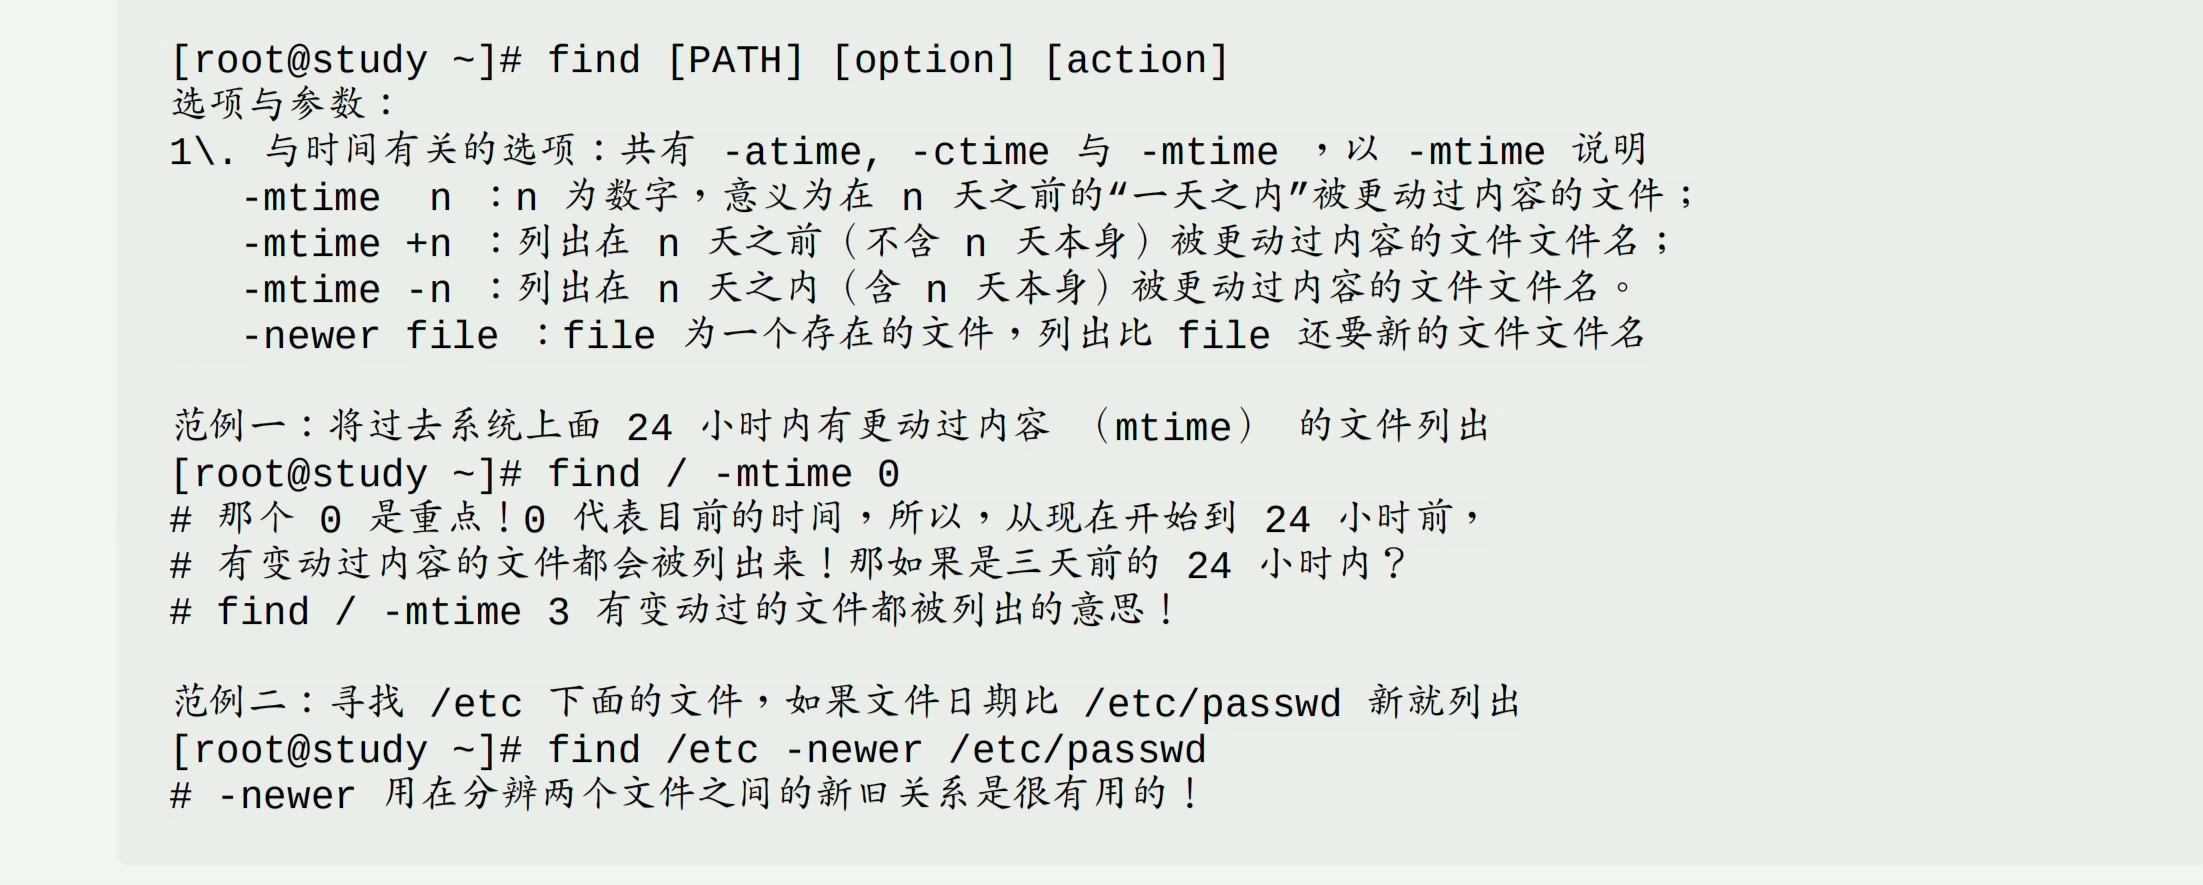 [root@study ~]# find [PATH] [option] [action]
选项与参数：
1\. 与时间有关的选项：共有 -atime, -ctime 与 -mtime ，以 -mtime 说明
   -mtime  n ：n 为数字，意义为在 n 天之前的“一天之内”被更动过内容的文件；
   -mtime +n ：列出在 n 天之前（不含 n 天本身）被更动过内容的文件文件名；
   -mtime -n ：列出在 n 天之内（含 n 天本身）被更动过内容的文件文件名。
   -newer file ：file 为一个存在的文件，列出比 file 还要新的文件文件名
范例一：将过去系统上面 24 小时内有更动过内容 （mtime） 的文件列出
[root@study ~]# find / -mtime 0
# 那个 0 是重点！0 代表目前的时间，所以，从现在开始到 24 小时前，
# 有变动过内容的文件都会被列出来！那如果是三天前的 24 小时内？
# find / -mtime 3 有变动过的文件都被列出的意思！
范例二：寻找 /etc 下面的文件，如果文件日期比 /etc/passwd 新就列出
[root@study ~]# find /etc -newer /etc/passwd
# -newer 用在分辨两个文件之间的新旧关系是很有用的！